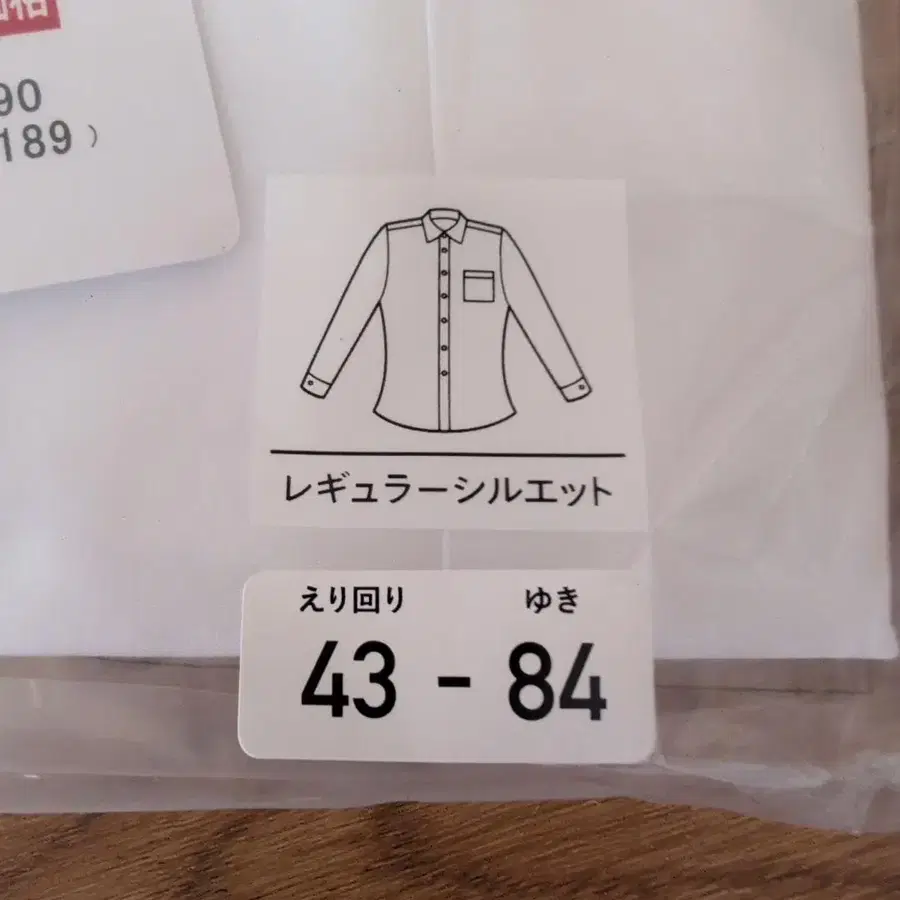 90
189）
レギュラーシルエット
えり回り ゆき
43 - 84